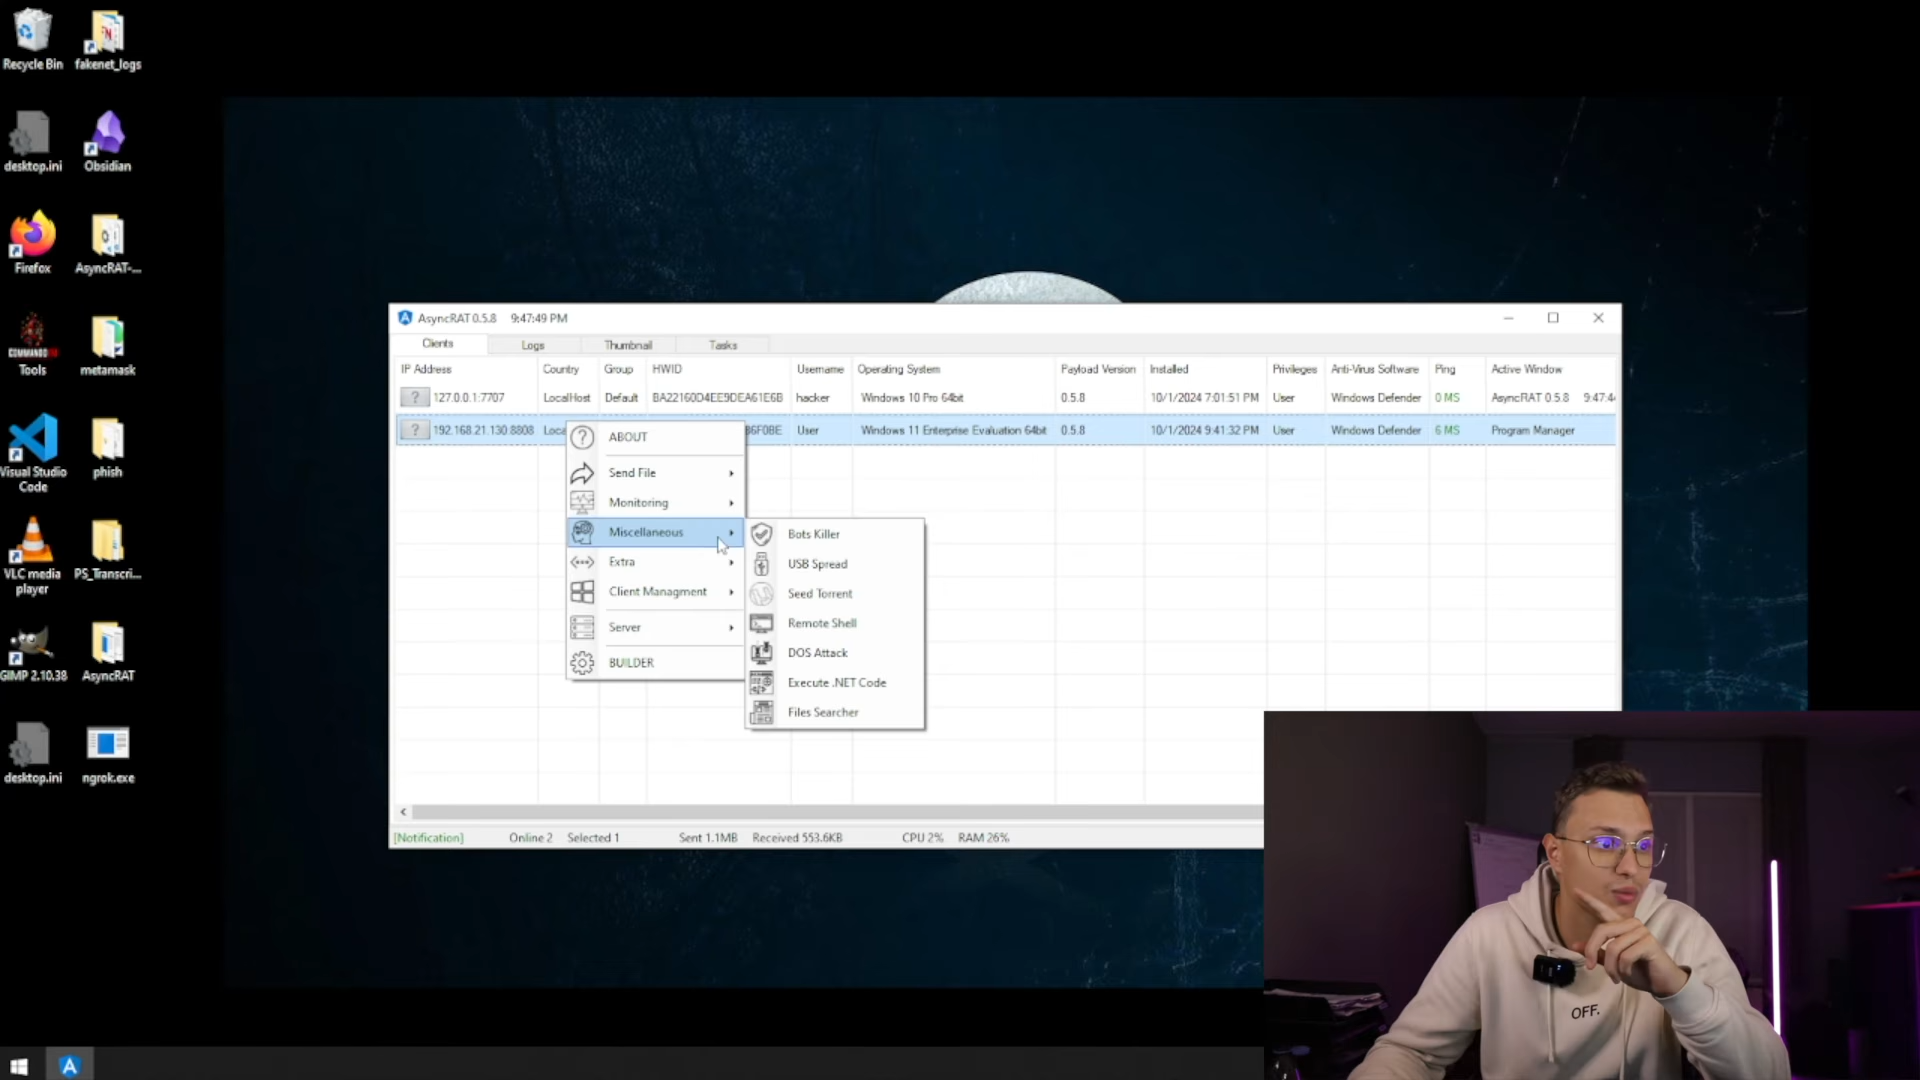 Recycle Bin
fakenet_logs
desktop.ini
Obsidian
Firefox
AsyncRAT-...
COMMANDO
Tools
metamask
Visual Studio
Code
phish
VLC media
player
PS_Transcri...
GIMP 2.10.38
AsyncRAT
desktop.ini
ngrok.exe
AsyncRAT 0.5.8 9:47:49 PM
Clients Logs Thumbnail Tasks
IP Address Country Group HWID Username Operating System Payload Version Installed Privileges Anti-Virus Software Ping Active Window
127.0.0.1:7707 LocalHost Default BA22160D4EE9DEA61E6B hacker Windows 10 Pro 64bit 0.5.8 10/1/2024 7:01:51 PM User Windows Defender 0 MS AsyncRAT 0.5.8 9:47:4
192.168.21.130:8808 Loca 86F0BE User Windows 11 Enterprise Evaluation 64bit 0.5.8 10/1/2024 9:41:32 PM User Windows Defender 6 MS Program Manager
ABOUT
Send File
Monitoring
Miscellaneous
Extra
Client Managment
Server
BUILDER
Bots Killer
USB Spread
Seed Torrent
Remote Shell
DOS Attack
Execute .NET Code
Files Searcher
[Notification] Online 2 Selected 1 Sent 1.1MB Received 553.6KB CPU 2% RAM 26%
OFF.